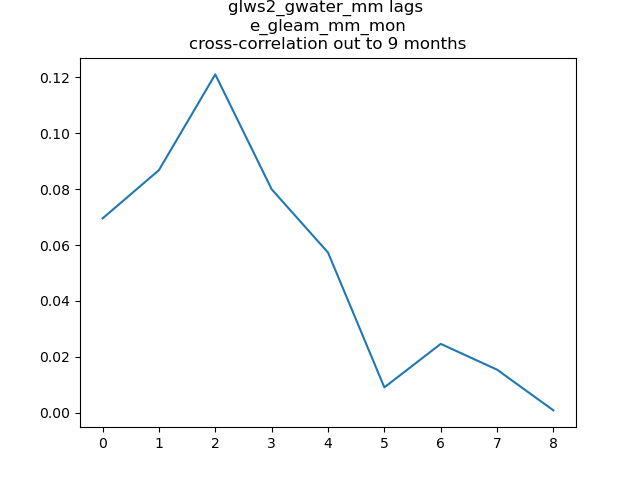 glws2_gwater_mm lags
e_gleam_mm_mon
cross-correlation out to 9 months
0.12
0.10
0.08
0.06
0.04
0.02
0.00
0 1 2 3 4 5 6 7 8